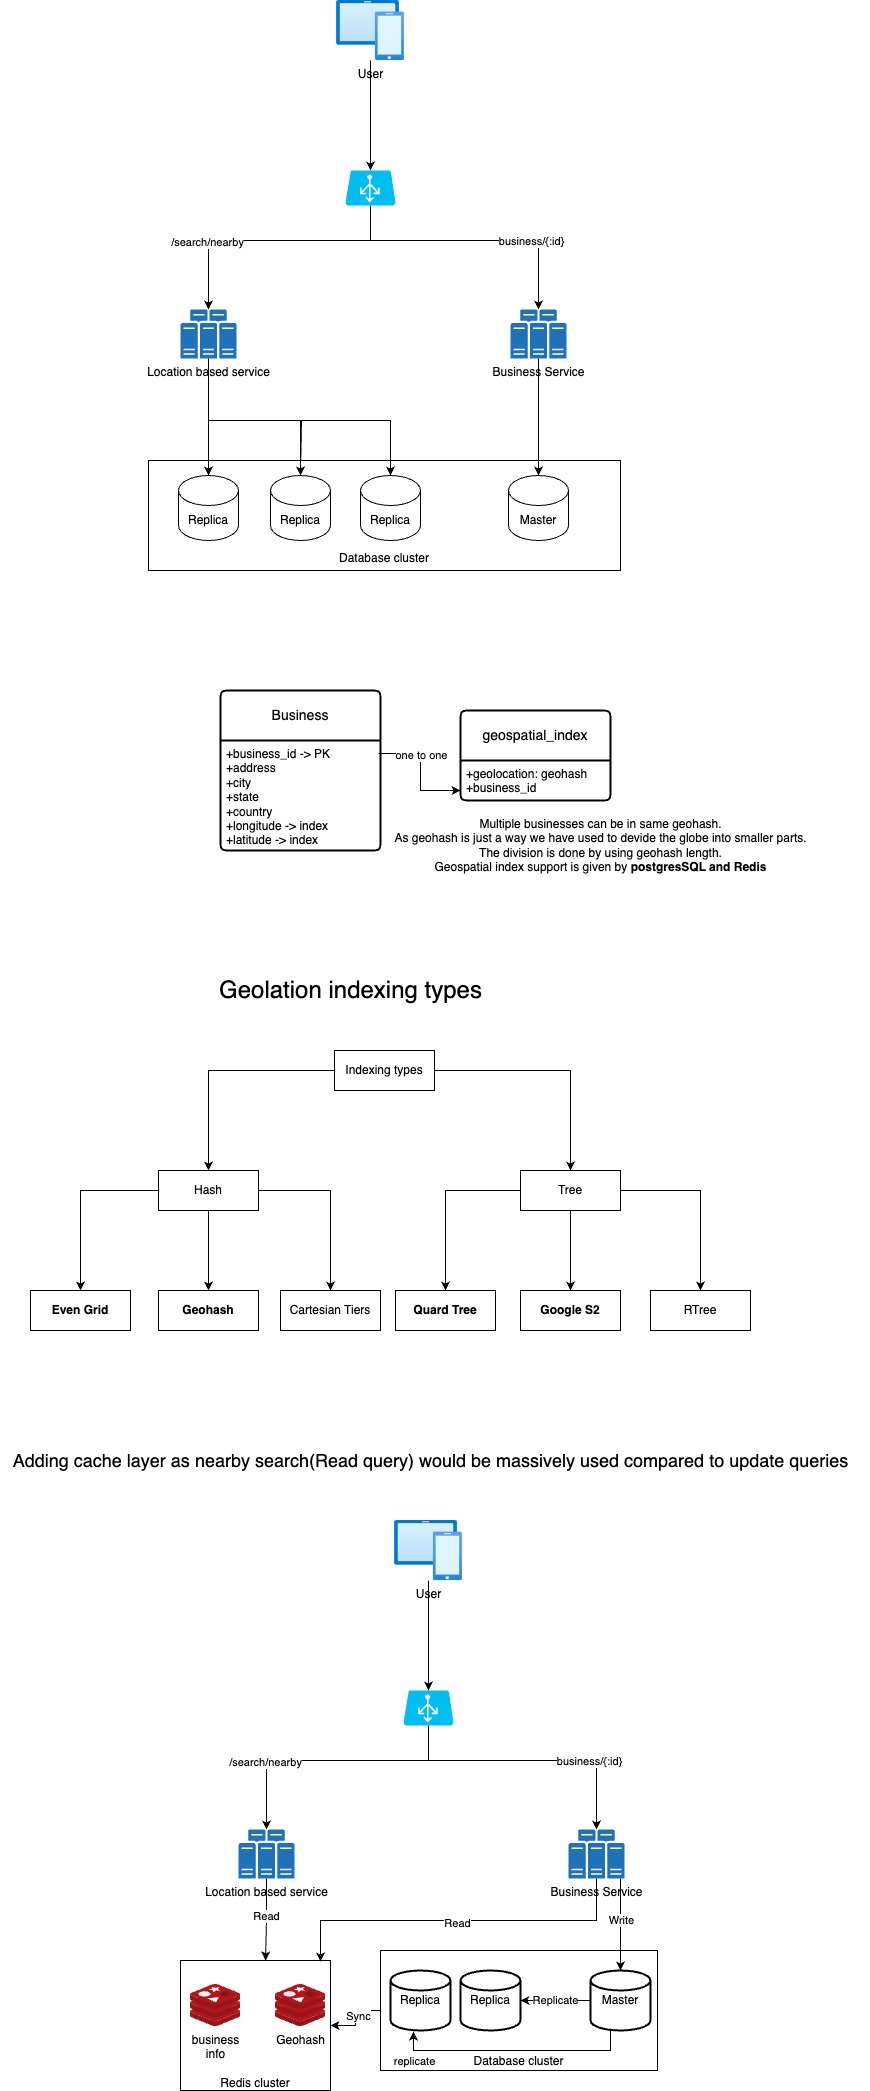 User
/search/nearby
business/{:id}
Location based service
Business Service
Replica
Replica
Replica
Master
Database cluster
Business
+business_id -> PK
+address
+city
+state
+country
+longitude -> index
+latitude -> index
one to one
geospatial_index
+geolocation: geohash
+business_id
Multiple businesses can be in same geohash.
As geohash is just a way we have used to devide the globe into smaller parts.
The division is done by using geohash length.
Geospatial index support is given by postgresSQL and Redis
Geolation indexing types
Indexing types
Hash
Tree
Even Grid
Geohash
Cartesian Tiers
Quard Tree
Google S2
RTree
Adding cache layer as nearby search(Read query) would be massively used compared to update queries
User
/search/nearby
business/{:id}
Location based service
Business Service
Read
Read
Write
business
info
Geohash
Redis cluster
Sync
Replica
Replica
Replicate
Master
replicate
Database cluster